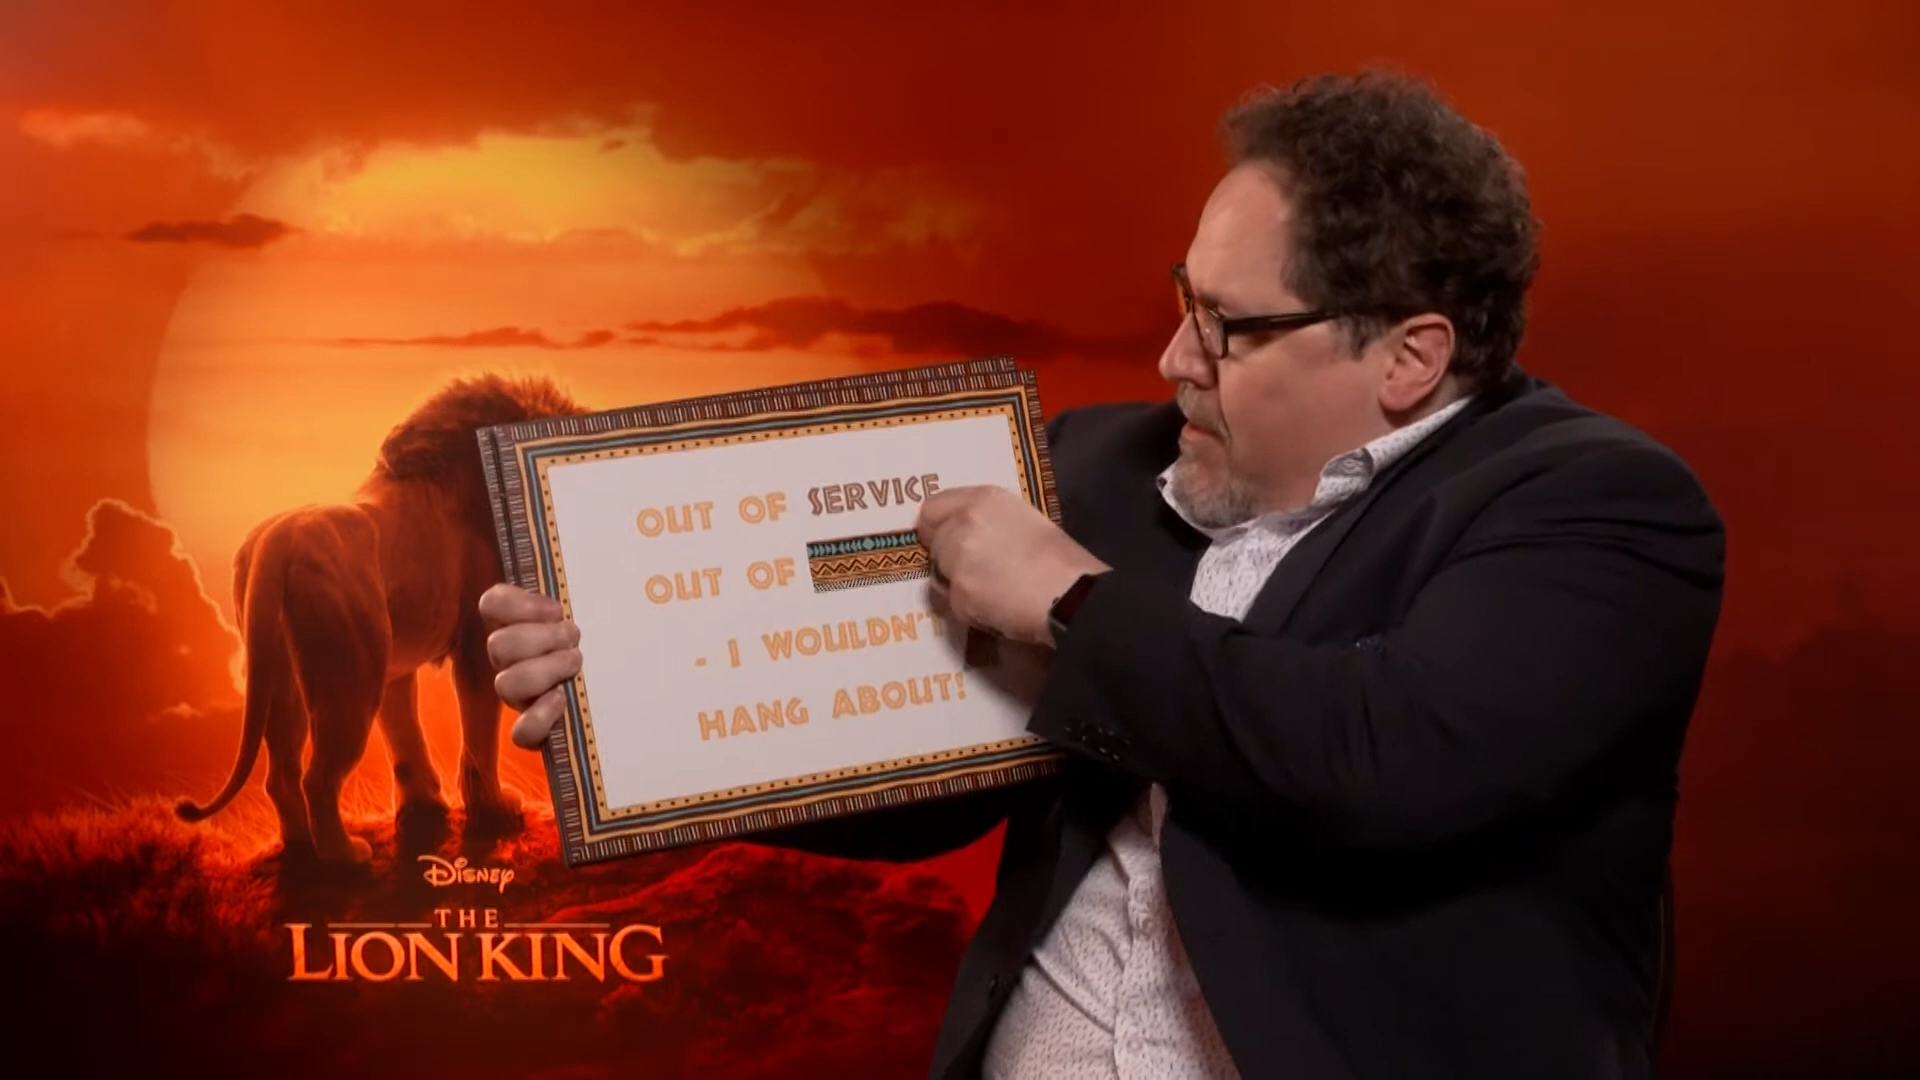 OUT OF SERVICE
OUT OF
- I WOULDN'T
HANG ABOUT!
DISNEY
THE
LION KING